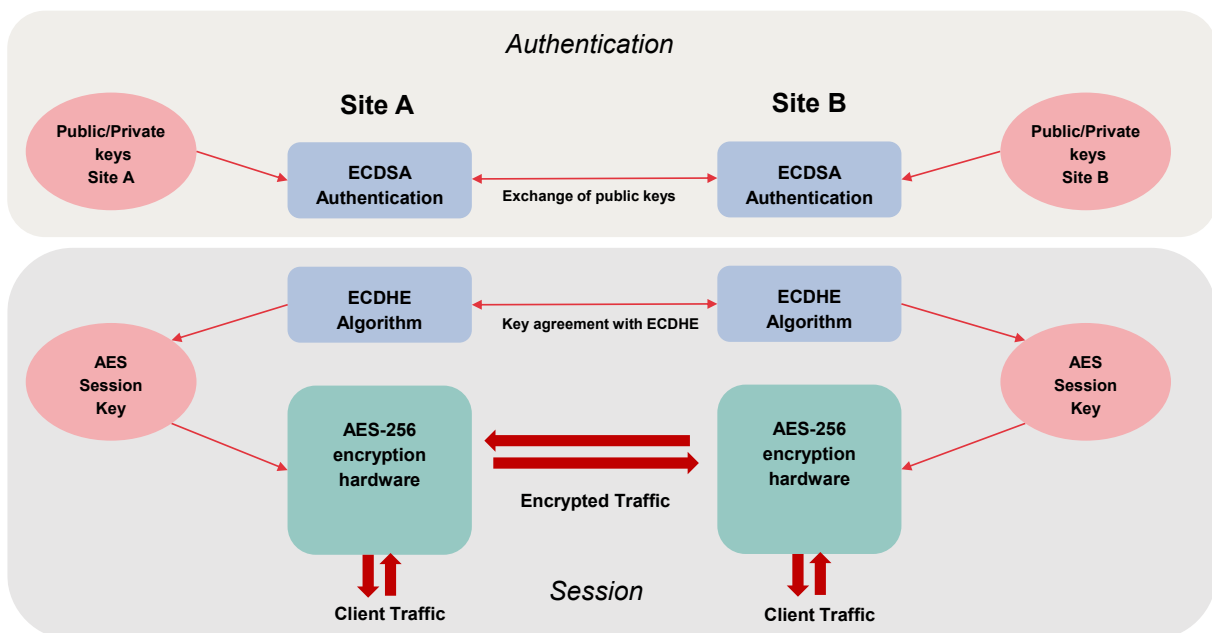 Authentication
Site A
Site B
Public/Private
keys
Site A
ECDSA
Authentication
Exchange of public keys
ECDSA
Authentication
Public/Private
keys
Site B
ECDHE
Algorithm
Key agreement with ECDHE
ECDHE
Algorithm
AES
Session
Key
AES-256
encryption
hardware
Encrypted Traffic
AES-256
encryption
hardware
AES
Session
Key
Client Traffic
Session
Client Traffic